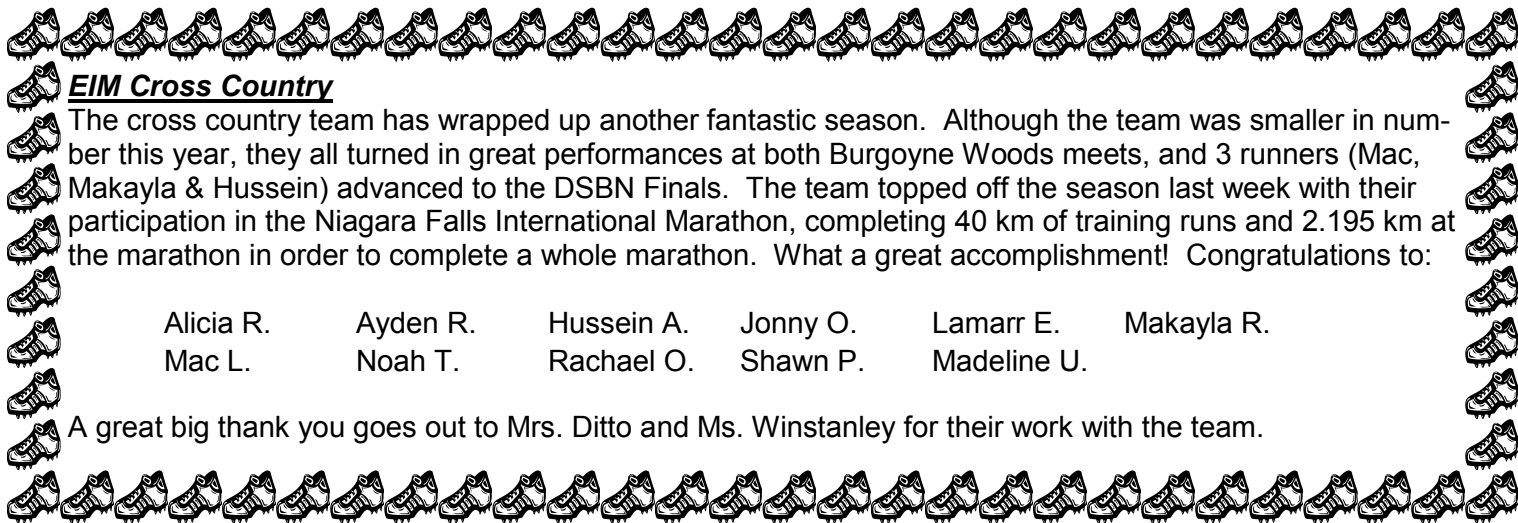 EIM Cross Country
The cross country team has wrapped up another fantastic season.  Although the team was smaller in num-
ber this year, they all turned in great performances at both Burgoyne Woods meets, and 3 runners (Mac,
Makayla & Hussein) advanced to the DSBN Finals.  The team topped off the season last week with their
participation in the Niagara Falls International Marathon, completing 40 km of training runs and 2.195 km at
the marathon in order to complete a whole marathon.  What a great accomplishment!  Congratulations to:
Alicia R. Ayden R. Hussein A. Jonny O. Lamarr E. Makayla R.
Mac L. Noah T. Rachael O. Shawn P. Madeline U.
A great big thank you goes out to Mrs. Ditto and Ms. Winstanley for their work with the team.